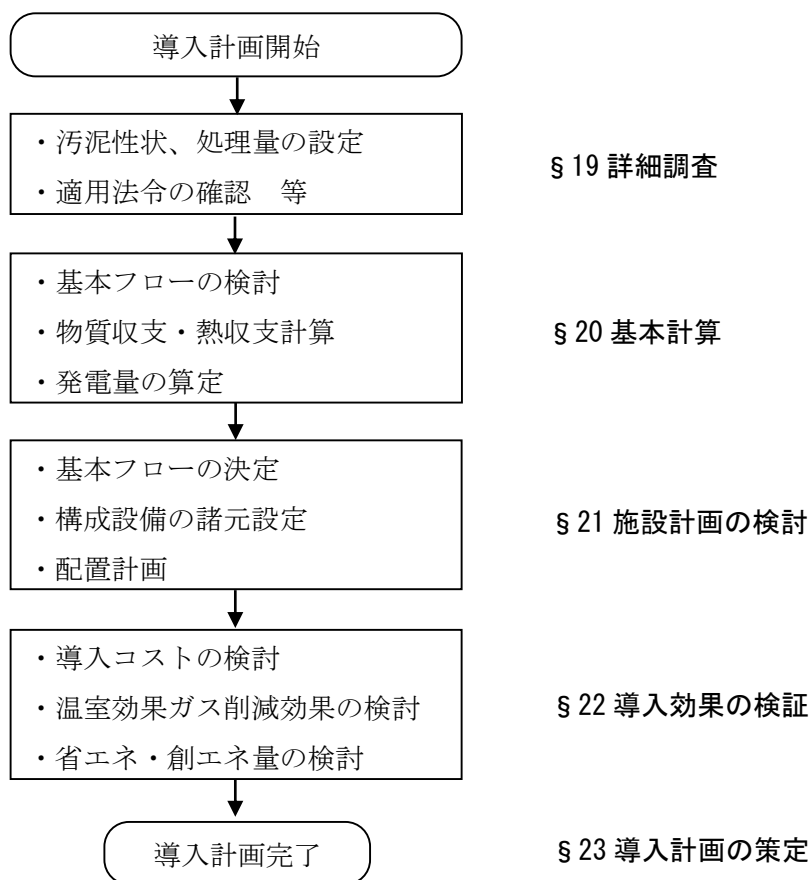 導入計画開始
・汚泥性状、処理量の設定
・適用法令の確認　等
§19 詳細調査
・基本フローの検討
・物質収支・熱収支計算
・発電量の算定
§20 基本計算
・基本フローの決定
・構成設備の諸元設定
・配置計画
§21 施設計画の検討
・導入コストの検討
・温室効果ガス削減効果の検討
・省エネ・創エネ量の検討
§22 導入効果の検証
導入計画完了
§23 導入計画の策定